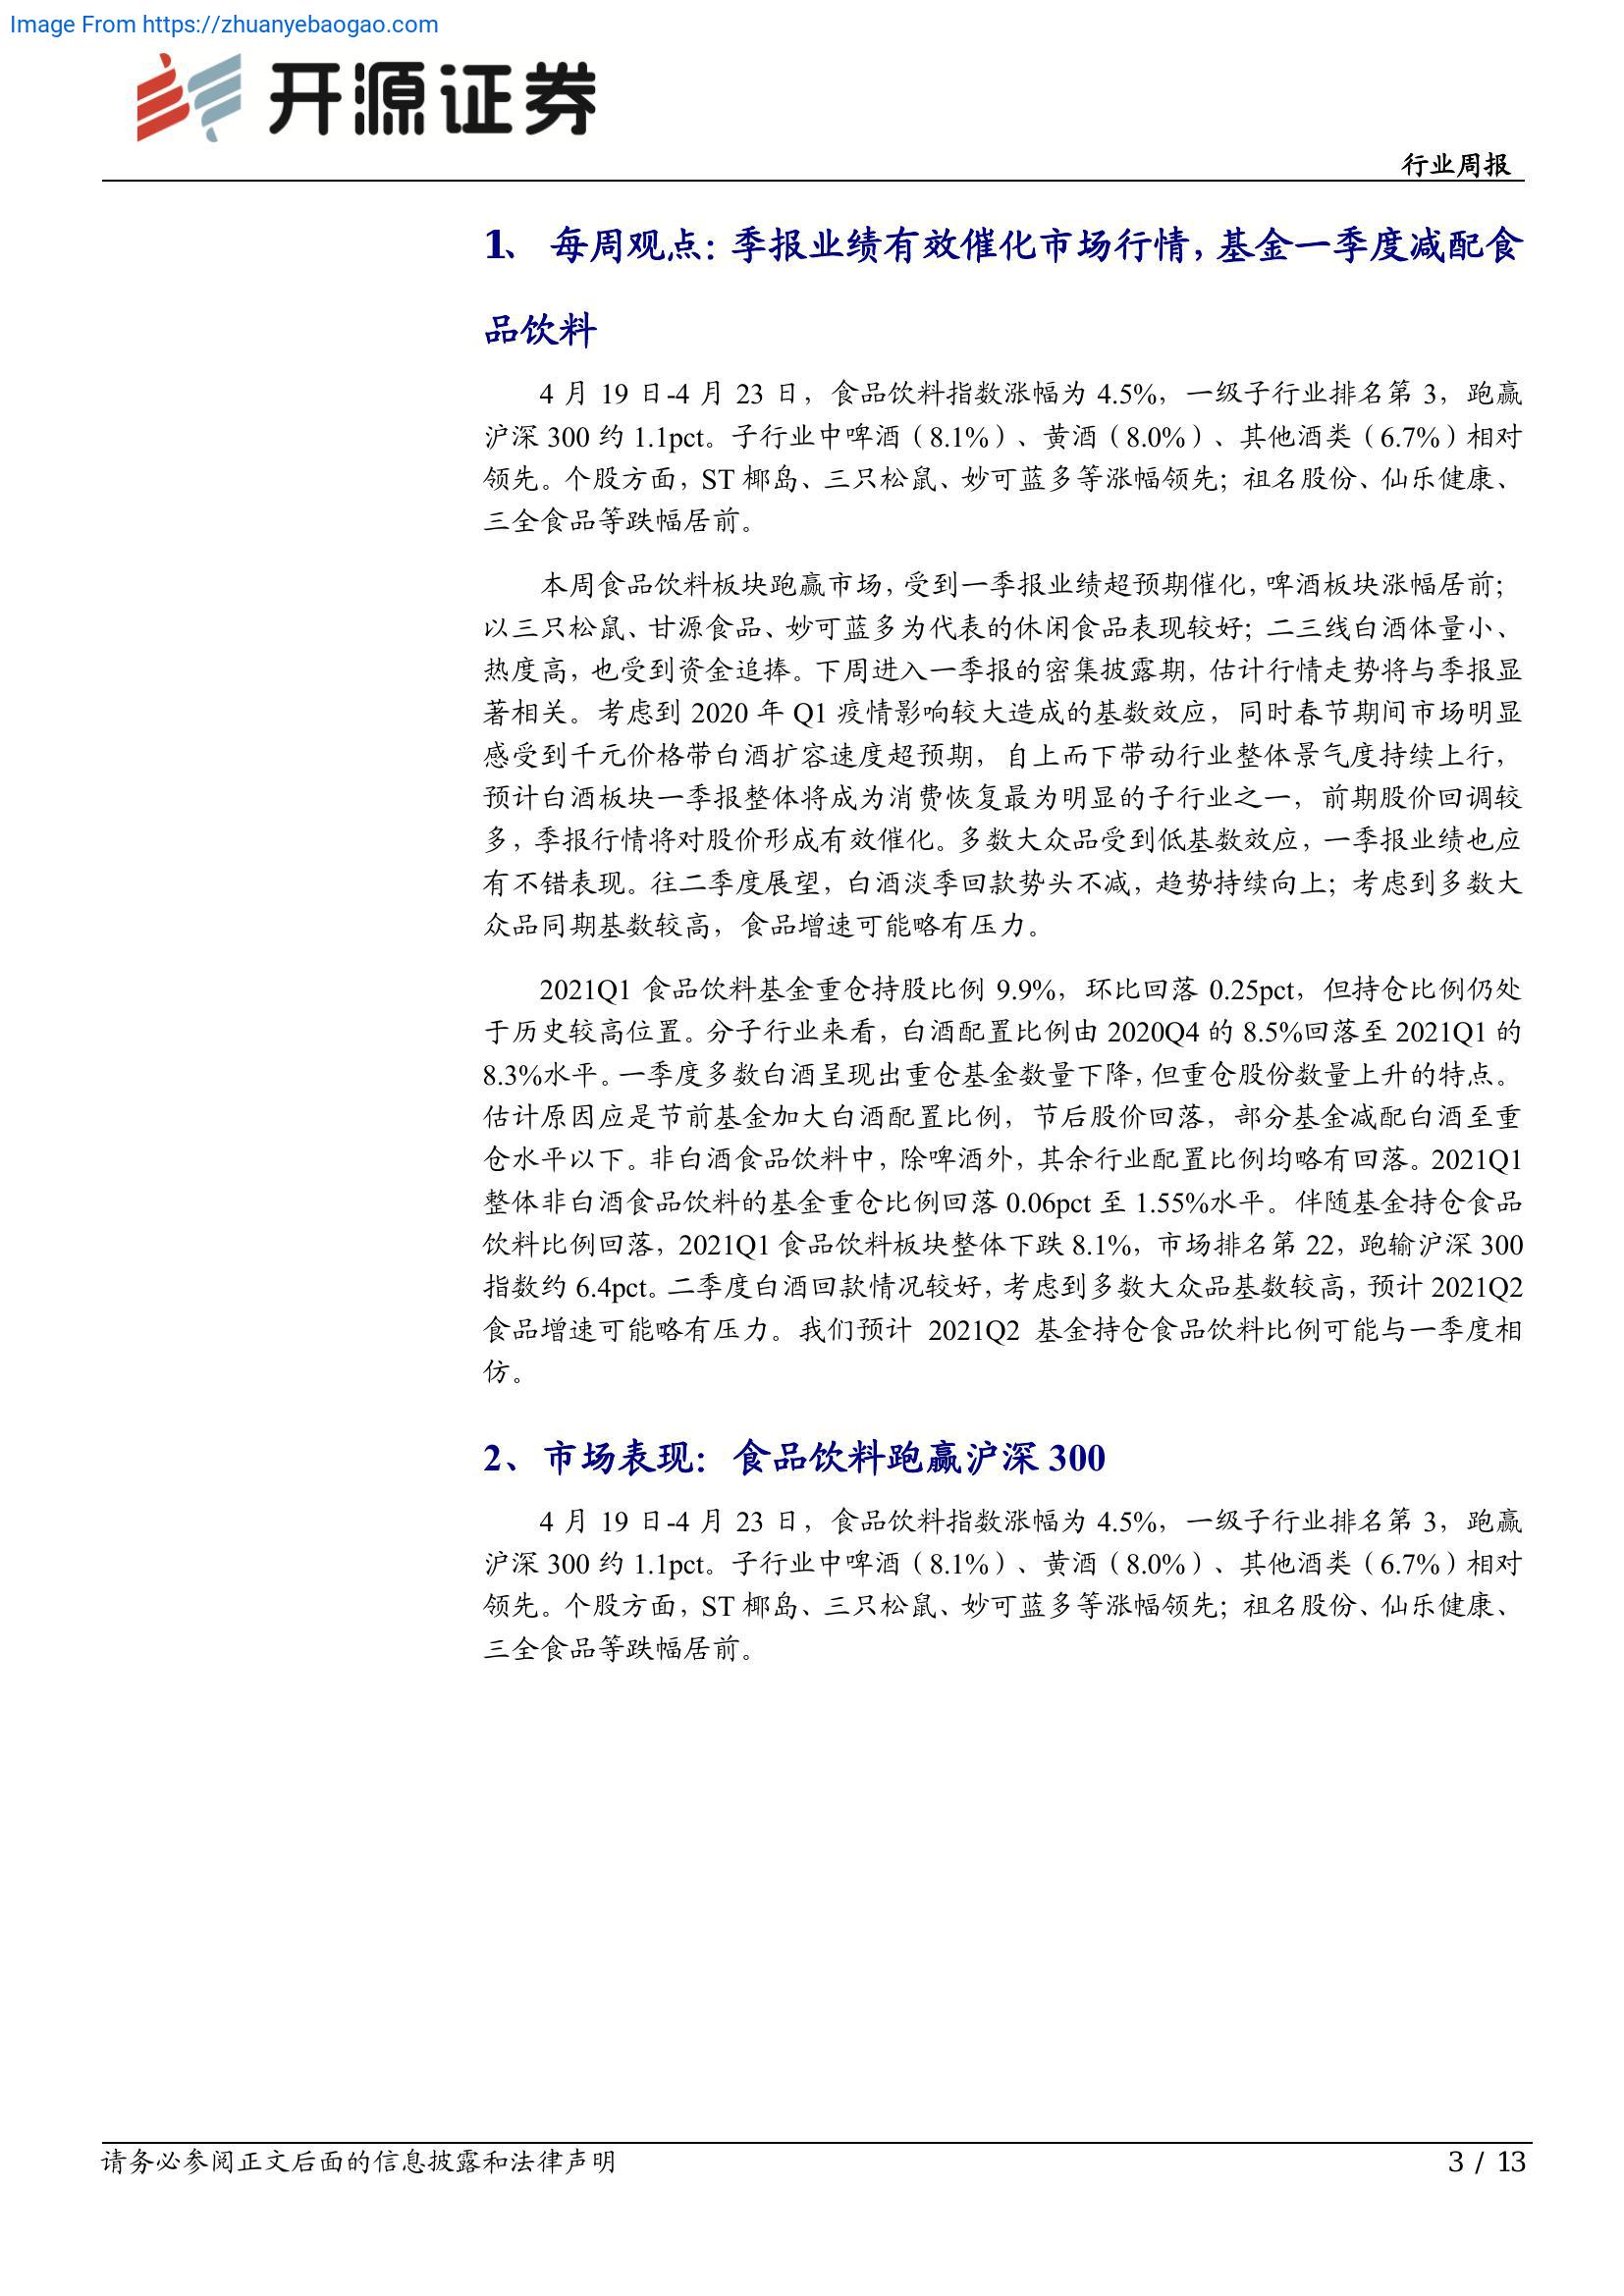 Image From https://zhuanyebaogao.com
开源证券
行业周报
1、 每周观点：季报业绩有效催化市场行情，基金一季度减配食
品饮料
4 月 19 日-4 月 23 日，食品饮料指数涨幅为 4.5%，一级子行业排名第 3，跑赢
沪深 300 约 1.1pct。子行业中啤酒（8.1%）、黄酒（8.0%）、其他酒类（6.7%）相对
领先。个股方面，ST 椰岛、三只松鼠、妙可蓝多等涨幅领先；祖名股份、仙乐健康、
三全食品等跌幅居前。
本周食品饮料板块跑赢市场，受到一季报业绩超预期催化，啤酒板块涨幅居前；
以三只松鼠、甘源食品、妙可蓝多为代表的休闲食品表现较好；二三线白酒体量小、
热度高，也受到资金追捧。下周进入一季报的密集披露期，估计行情走势将与季报显
著相关。考虑到 2020 年 Q1 疫情影响较大造成的基数效应，同时春节期间市场明显
感受到千元价格带白酒扩容速度超预期，自上而下带动行业整体景气度持续上行，
预计白酒板块一季报整体将成为消费恢复最为明显的子行业之一，前期股价回调较
多，季报行情将对股价形成有效催化。多数大众品受到低基数效应，一季报业绩也应
有不错表现。往二季度展望，白酒淡季回款势头不减，趋势持续向上；考虑到多数大
众品同期基数较高，食品增速可能略有压力。
2021Q1 食品饮料基金重仓持股比例 9.9%，环比回落 0.25pct，但持仓比例仍处
于历史较高位置。分子行业来看，白酒配置比例由 2020Q4 的 8.5%回落至 2021Q1 的
8.3%水平。一季度多数白酒呈现出重仓基金数量下降，但重仓股份数量上升的特点。
估计原因应是节前基金加大白酒配置比例，节后股价回落，部分基金减配白酒至重
仓水平以下。非白酒食品饮料中，除啤酒外，其余行业配置比例均略有回落。2021Q1
整体非白酒食品饮料的基金重仓比例回落 0.06pct 至 1.55%水平。伴随基金持仓食品
饮料比例回落，2021Q1 食品饮料板块整体下跌 8.1%，市场排名第 22，跑输沪深 300
指数约 6.4pct。二季度白酒回款情况较好，考虑到多数大众品基数较高，预计 2021Q2
食品增速可能略有压力。我们预计 2021Q2 基金持仓食品饮料比例可能与一季度相
仿。
2、市场表现：食品饮料跑赢沪深 300
4 月 19 日-4 月 23 日，食品饮料指数涨幅为 4.5%，一级子行业排名第 3，跑赢
沪深 300 约 1.1pct。子行业中啤酒（8.1%）、黄酒（8.0%）、其他酒类（6.7%）相对
领先。个股方面，ST 椰岛、三只松鼠、妙可蓝多等涨幅领先；祖名股份、仙乐健康、
三全食品等跌幅居前。
请务必参阅正文后面的信息披露和法律声明
3 / 13